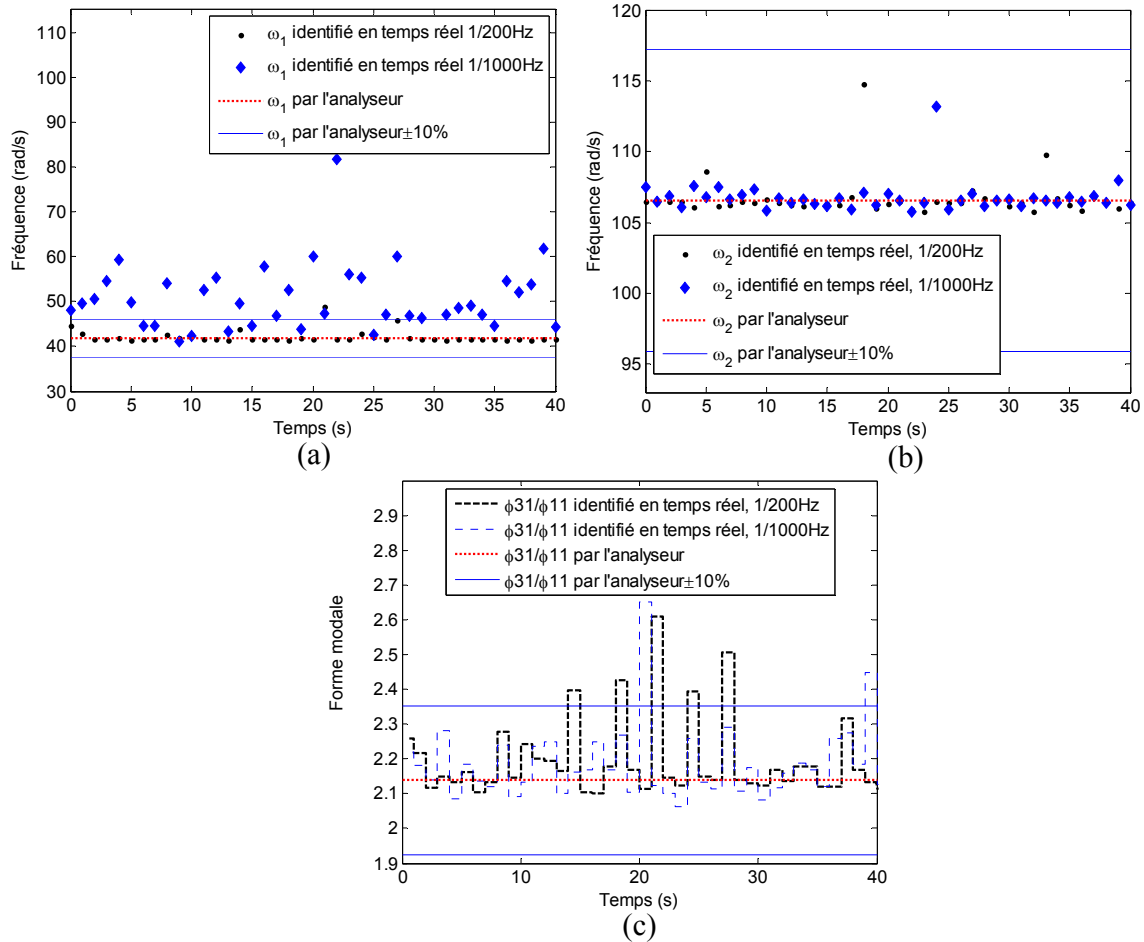 110
100
90
80
70
60
50
40
30
Fréquence (rad/s)
ω1 identifié en temps réel 1/200Hz
ω1 identifié en temps réel 1/1000Hz
ω1 par l'analyseur
ω1 par l'analyseur±10%
0 5 10 15 20 25 30 35 40
Temps (s)
(a)
120
115
110
105
100
95
Fréquence (rad/s)
ω2 identifié en temps réel, 1/200Hz
ω2 identifié en temps réel, 1/1000Hz
ω2 par l'analyseur
ω2 par l'analyseur±10%
0 5 10 15 20 25 30 35 40
Temps (s)
(b)
2.9
2.8
2.7
2.6
2.5
2.4
2.3
2.2
2.1
2
1.9
Forme modale
ϕ31/ϕ11 identifié en temps réel, 1/200Hz
ϕ31/ϕ11 identifié en temps réel, 1/1000Hz
ϕ31/ϕ11 par l'analyseur
ϕ31/ϕ11 par l'analyseur±10%
0 10 20 30 40
Temps (s)
(c)